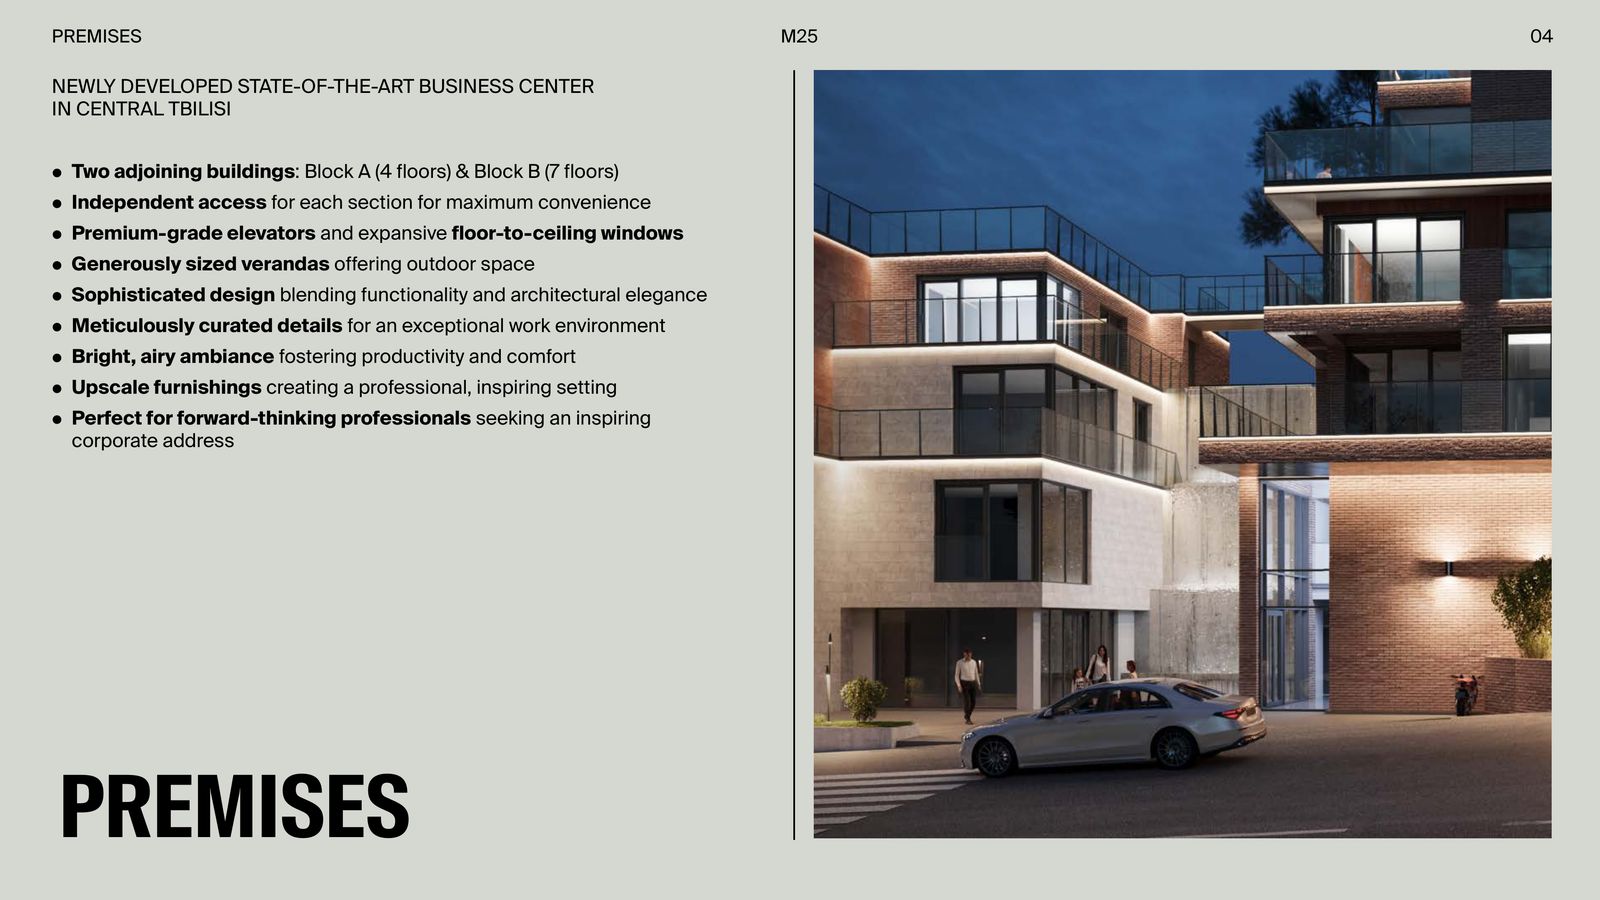 PREMISES
M25
04
NEWLY DEVELOPED STATE-OF-THE-ART BUSINESS CENTER
IN CENTRAL TBILISI
● Two adjoining buildings: Block A (4 floors) & Block B (7 floors)
● Independent access for each section for maximum convenience
● Premium-grade elevators and expansive floor-to-ceiling windows
● Generously sized verandas offering outdoor space
● Sophisticated design blending functionality and architectural elegance
● Meticulously curated details for an exceptional work environment
● Bright, airy ambiance fostering productivity and comfort
● Upscale furnishings creating a professional, inspiring setting
● Perfect for forward-thinking professionals seeking an inspiring
corporate address
PREMISES